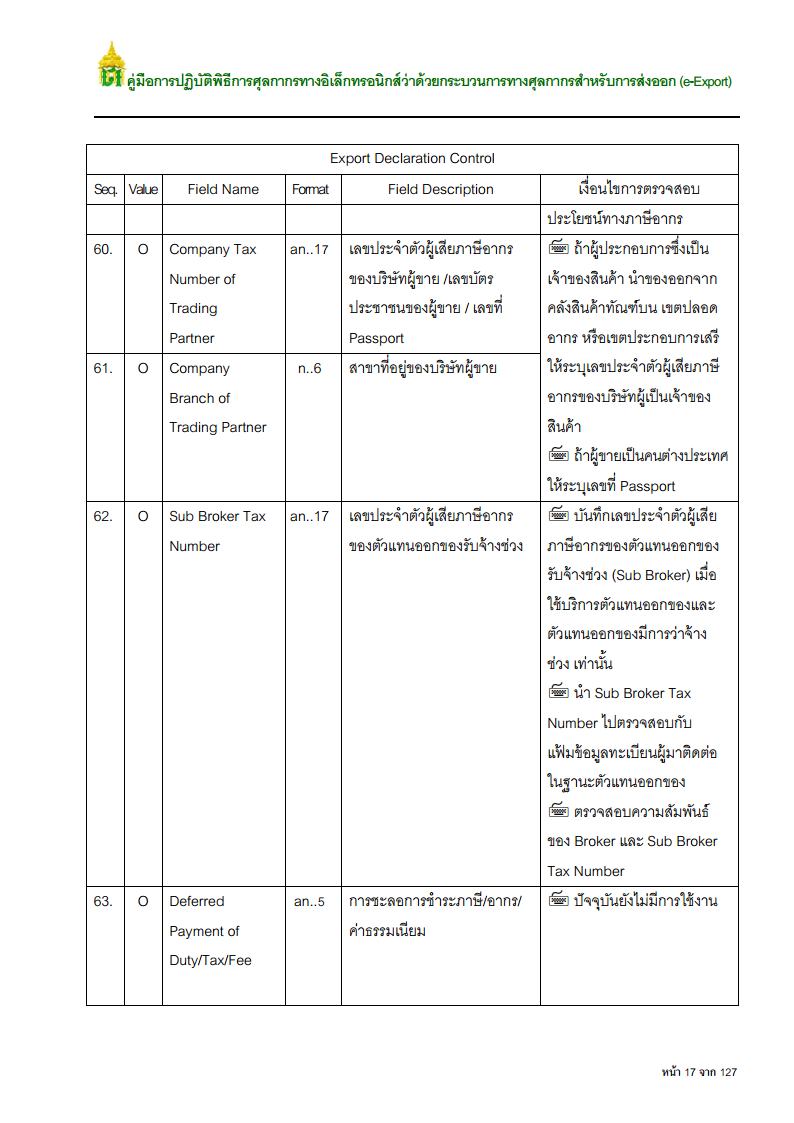 คู่มือการปฏิบัติพิธีการศุลกากรทางอิเล็กทรอนิกส์ว่าด้วยกระบวนการทางศุลกากรสำหรับการส่งออก (e-Export)
Export Declaration Control
Seq. Value Field Name Format Field Description เงื่อนไขการตรวจสอบ
ประโยชน์ทางภาษีอากร
60. O Company Tax an..17 เลขประจำตัวผู้เสียภาษีอากร ถ้าผู้ประกอบการซึ่งเป็น
Number of ของบริษัทผู้ขาย /เลขบัตร เจ้าของสินค้า นำของออกจาก
Trading ประชาชนของผู้ขาย / เลขที่ คลังสินค้าทัณฑ์บน เขตปลอด
Partner Passport อากร หรือเขตประกอบการเสรี
61. O Company n..6 สาขาที่อยู่ของบริษัทผู้ขาย ให้ระบุเลขประจำตัวผู้เสียภาษี
Branch of อากรของบริษัทผู้เป็นเจ้าของ
Trading Partner สินค้า
ถ้าผู้ขายเป็นคนต่างประเทศ
ให้ระบุเลขที่ Passport
62. O Sub Broker Tax an..17 เลขประจำตัวผู้เสียภาษีอากร บันทึกเลขประจำตัวผู้เสีย
Number ของตัวแทนออกของรับจ้างช่วง ภาษีอากรของตัวแทนออกของ
รับจ้างช่วง (Sub Broker) เมื่อ
ใช้บริการตัวแทนออกของและ
ตัวแทนออกของมีการว่าจ้าง
ช่วง เท่านั้น
นำ Sub Broker Tax
Number ไปตรวจสอบกับ
แฟ้มข้อมูลทะเบียนผู้มาติดต่อ
ในฐานะตัวแทนออกของ
ตรวจสอบความสัมพันธ์
ของ Broker และ Sub Broker
Tax Number
63. O Deferred an..5 การชะลอการชำระภาษี/อากร/ ปัจจุบันยังไม่มีการใช้งาน
Payment of ค่าธรรมเนียม
Duty/Tax/Fee
หน้า 17 จาก 127